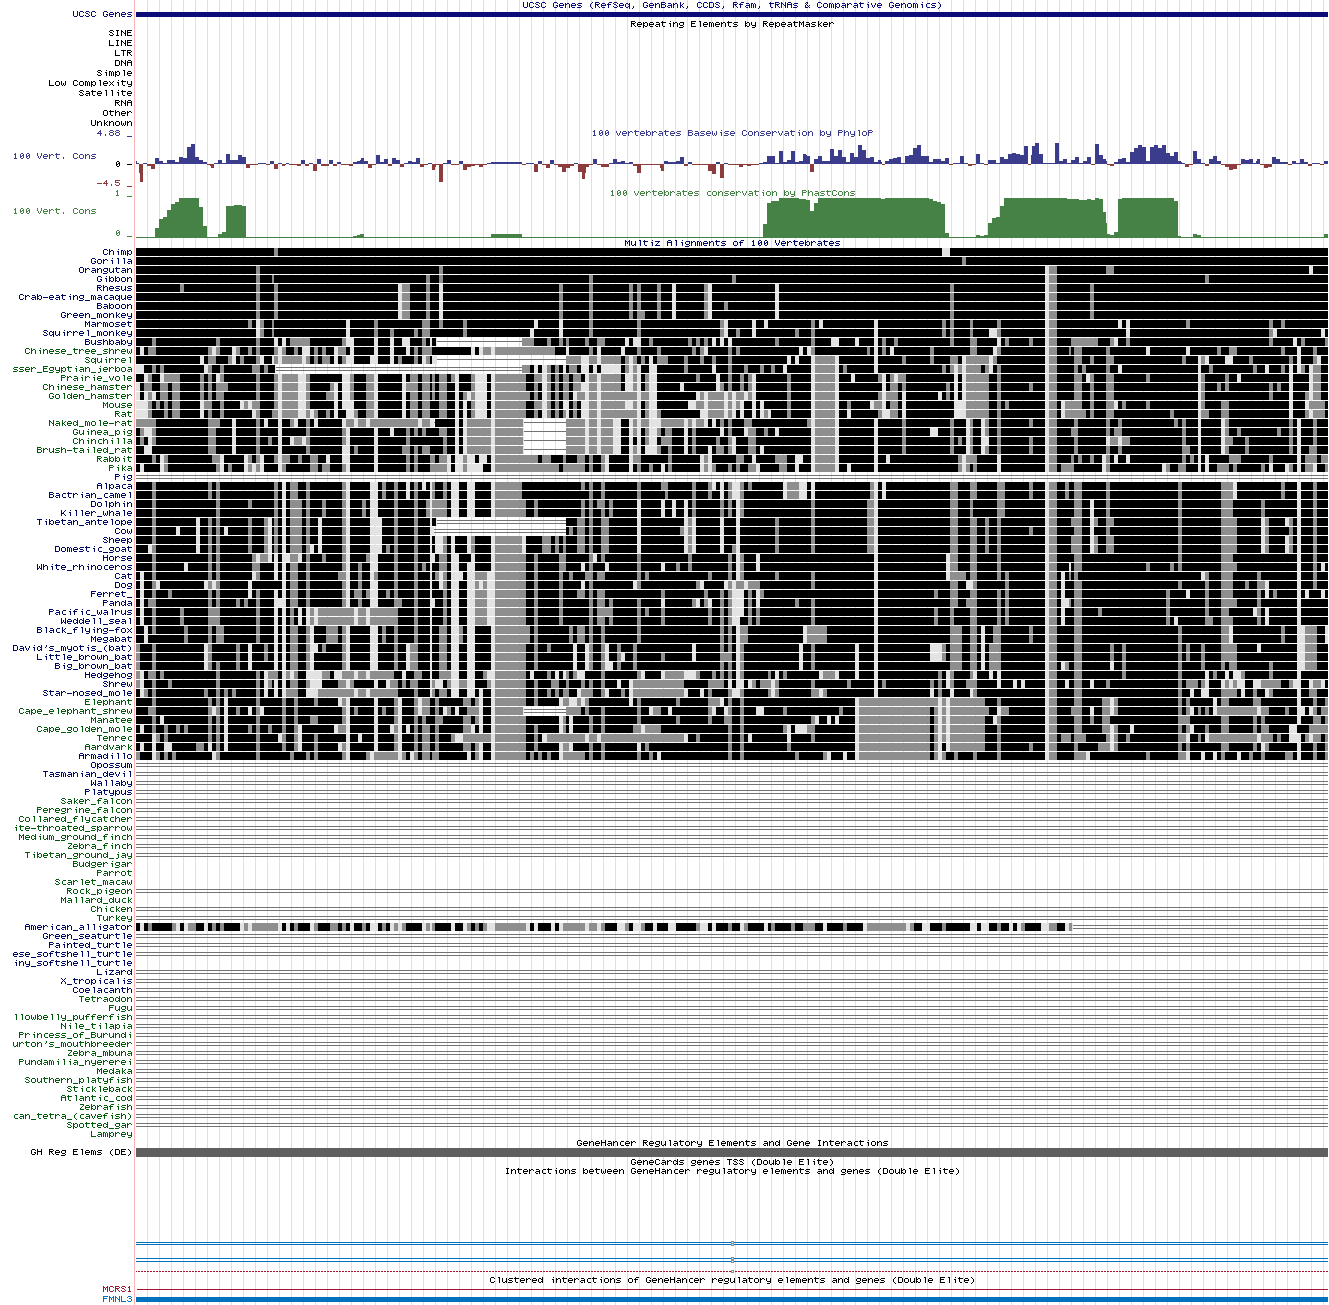 UCSC Genes (RefSeq, GenBank, CCDS, Rfam, tRNAs & Comparative Genomics)
UCSC Genes
Repeating Elements by RepeatMasker
SINE
LINE
LTR
DNA
Simple
Low Complexity
Satellite
RNA
Other
Unknown
4.88 _
100 vertebrates Basewise Conservation by PhyloP
100 Vert. Cons
0 _
-4.5 _
100 vertebrates conservation by PhastCons
1 _
100 Vert. Cons
0 _
Multiz Alignments of 100 Vertebrates
Chimp
Gorilla
Orangutan
Gibbon
Rhesus
Crab-eating_macaque
Baboon
Green_monkey
Marmoset
Squirrel_monkey
Bushbaby
Chinese_tree_shrew
Squirrel
sser_Egyptian_jerboa
Prairie_vole
Chinese_hamster
Golden_hamster
Mouse
Rat
Naked_mole-rat
Guinea_pig
Chinchilla
Brush-tailed_rat
Rabbit
Pika
Pig
Alpaca
Bactrian_camel
Dolphin
Killer_whale
Tibetan_antelope
Cow
Sheep
Domestic_goat
Horse
White_rhinoceros
Cat
Dog
Ferret_
Panda
Pacific_walrus
Weddell_seal
Black_flying-fox
Megabat
David's_myotis_(bat)
Little_brown_bat
Big_brown_bat
Hedgehog
Shrew
Star-nosed_mole
Elephant
Cape_elephant_shrew
Manatee
Cape_golden_mole
Tenrec
Aardvark
Armadillo
Opossum
Tasmanian_devil
Wallaby
Platypus
Saker_falcon
Peregrine_falcon
Collared_flycatcher
ite-throated_sparrow
Medium_ground_finch
Zebra_finch
Tibetan_ground_jay
Budgerigar
Parrot
Scarlet_macaw
Rock_pigeon
Mallard_duck
Chicken
Turkey
American_alligator
Green_seaturtle
Painted_turtle
ese_softshell_turtle
iny_softshell_turtle
Lizard
X_tropicalis
Coelacanth
Tetraodon
Fugu
llowbelly_pufferfish
Nile_tilapia
Princess_of_Burundi
urton's_mouthbreeder
Zebra_mbuna
Pundamilia_nyererei
Medaka
Southern_platyfish
Stickleback
Atlantic_cod
Zebrafish
can_tetra_(cavefish)
Spotted_gar
Lamprey
GeneHancer Regulatory Elements and Gene Interactions
GH Reg Elems (DE)
GeneCards genes TSS (Double Elite)
Interactions between GeneHancer regulatory elements and genes (Double Elite)
Clustered interactions of GeneHancer regulatory elements and genes (Double Elite)
MCRS1
FMNL3